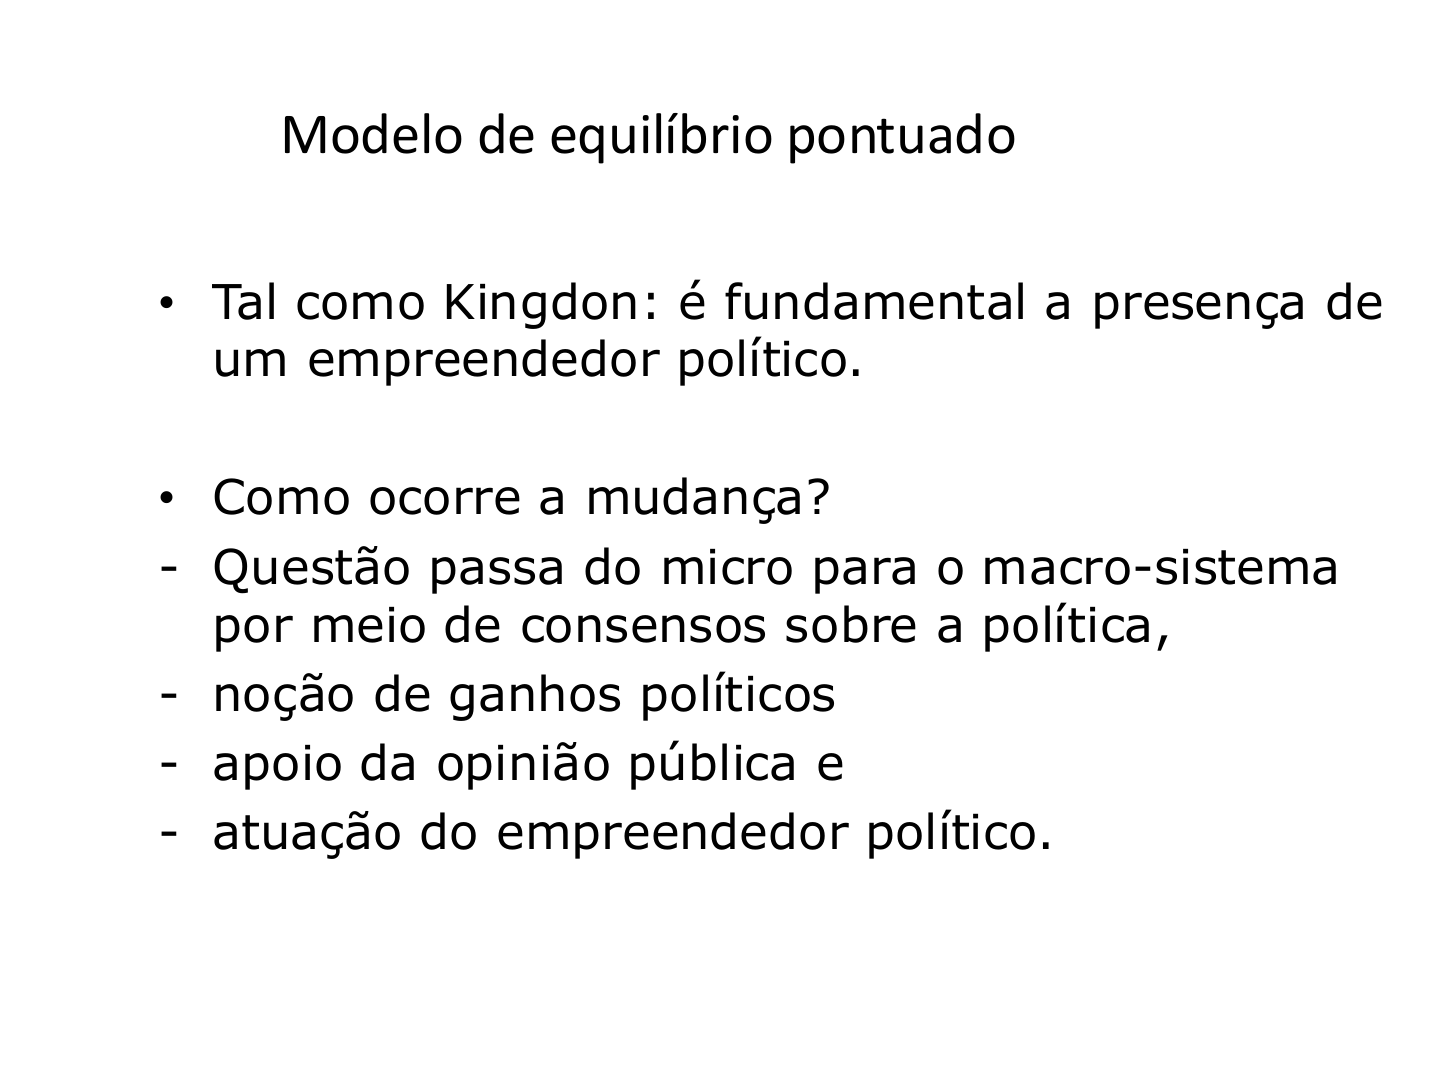 Modelo de equilíbrio pontuado
• Tal como Kingdon: é fundamental a presença de
um empreendedor político.
• Como ocorre a mudança?
- Questão passa do micro para o macro-sistema
por meio de consensos sobre a política,
- noção de ganhos políticos
- apoio da opinião pública e
- atuação do empreendedor político.